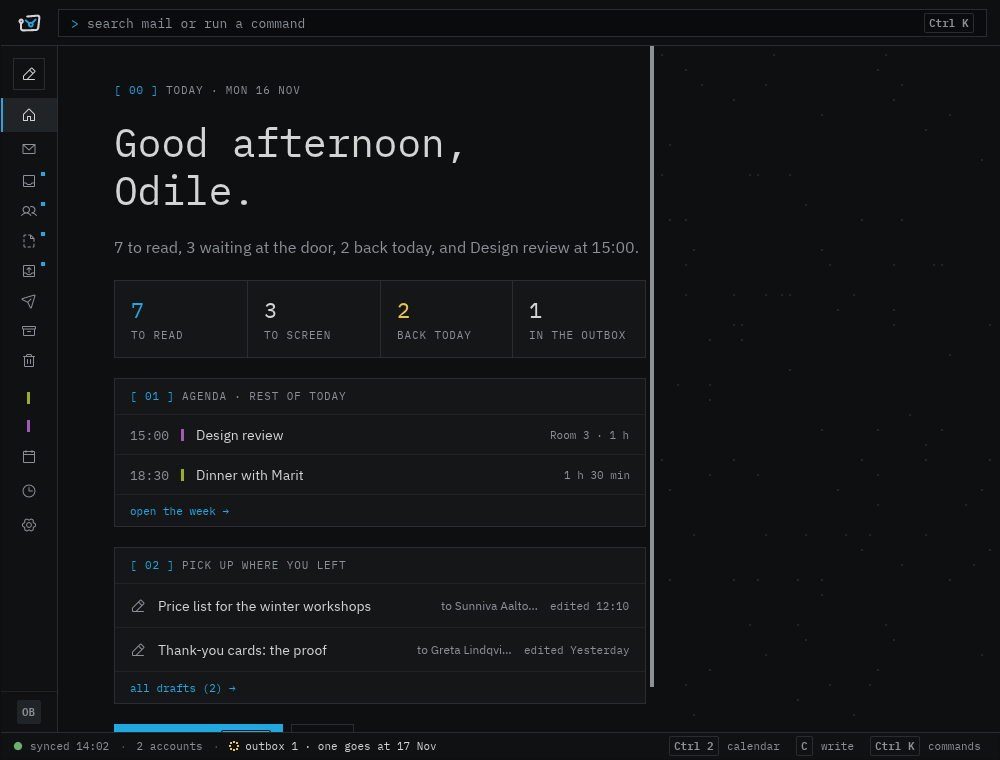 > search mail or run a command Ctrl K
[ 00 ] TODAY · MON 16 NOV
Good afternoon,
Odile.
7 to read, 3 waiting at the door, 2 back today, and Design review at 15:00.
7 3 2 1
TO READ TO SCREEN BACK TODAY IN THE OUTBOX
[ 01 ] AGENDA · REST OF TODAY
15:00 Design review Room 3 · 1 h
18:30 Dinner with Marit 1 h 30 min
open the week →
[ 02 ] PICK UP WHERE YOU LEFT
Price list for the winter workshops to Sunniva Aalto… edited 12:10
Thank-you cards: the proof to Greta Lindqvi… edited Yesterday
all drafts (2) →
OB
synced 14:02 · 2 accounts · outbox 1 · one goes at 17 Nov Ctrl 2 calendar C write Ctrl K commands